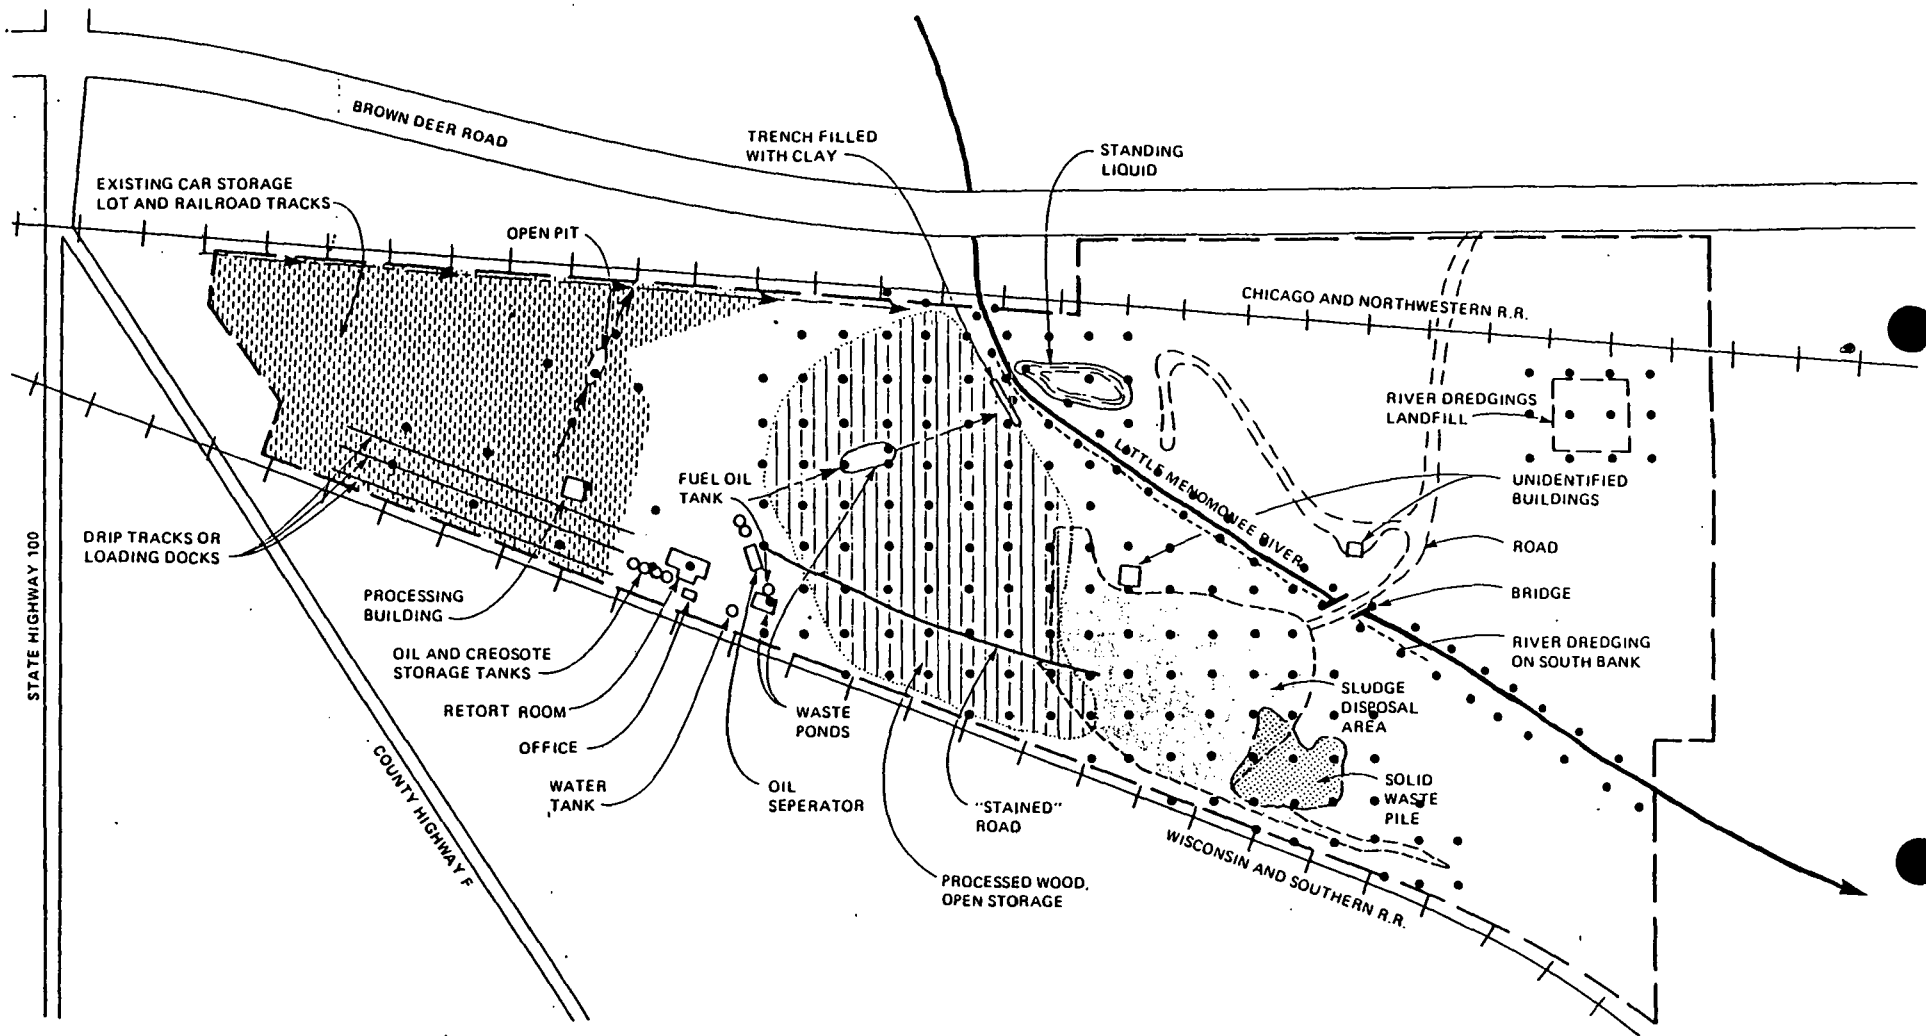 BROWN DEER ROAD
TRENCH FILLED
WITH CLAY
STANDING
LIQUID
EXISTING CAR STORAGE
LOT AND RAILROAD TRACKS
OPEN PIT
CHICAGO AND NORTHWESTERN R.R.
RIVER DREDGINGS
LANDFILL
LITTLE MENOMONEE RIVER
FUEL OIL
TANK
UNIDENTIFIED
BUILDINGS
STATE HIGHWAY 100
DRIP TRACKS OR
LOADING DOCKS
ROAD
PROCESSING
BUILDING
BRIDGE
OIL AND CREOSOTE
STORAGE TANKS
RIVER DREDGING
ON SOUTH BANK
RETORT ROOM
WASTE
PONDS
SLUDGE
DISPOSAL
AREA
OFFICE
COUNTY HIGHWAY F
WATER
TANK
OIL
SEPERATOR
"STAINED"
ROAD
SOLID
WASTE
PILE
PROCESSED WOOD,
OPEN STORAGE
WISCONSIN AND SOUTHERN R.R.